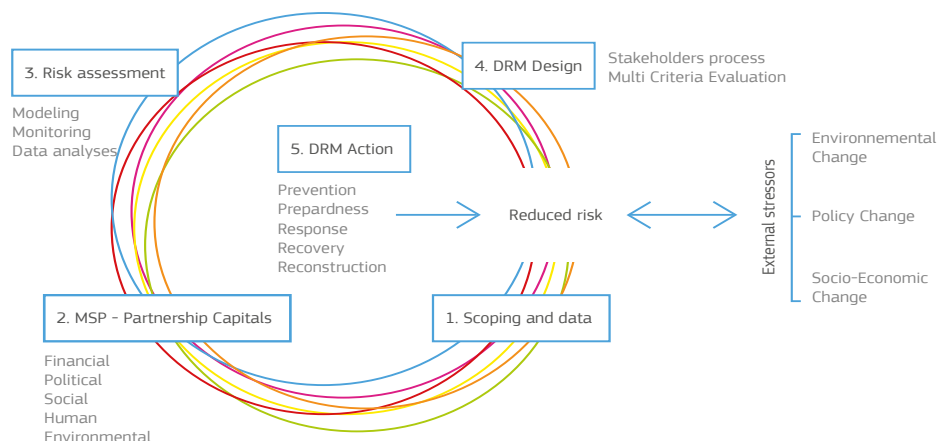 3. Risk assessment
Modeling
Monitoring
Data analyses
4. DRM Design
Stakeholders process
Multi Criteria Evaluation
5. DRM Action
Prevention
Prepardness
Response
Recovery
Reconstruction
Reduced risk
External stressors
Environnemental
Change
Policy Change
Socio-Economic
Change
2. MSP - Partnership Capitals
Financial
Political
Social
Human
Environmental
1. Scoping and data